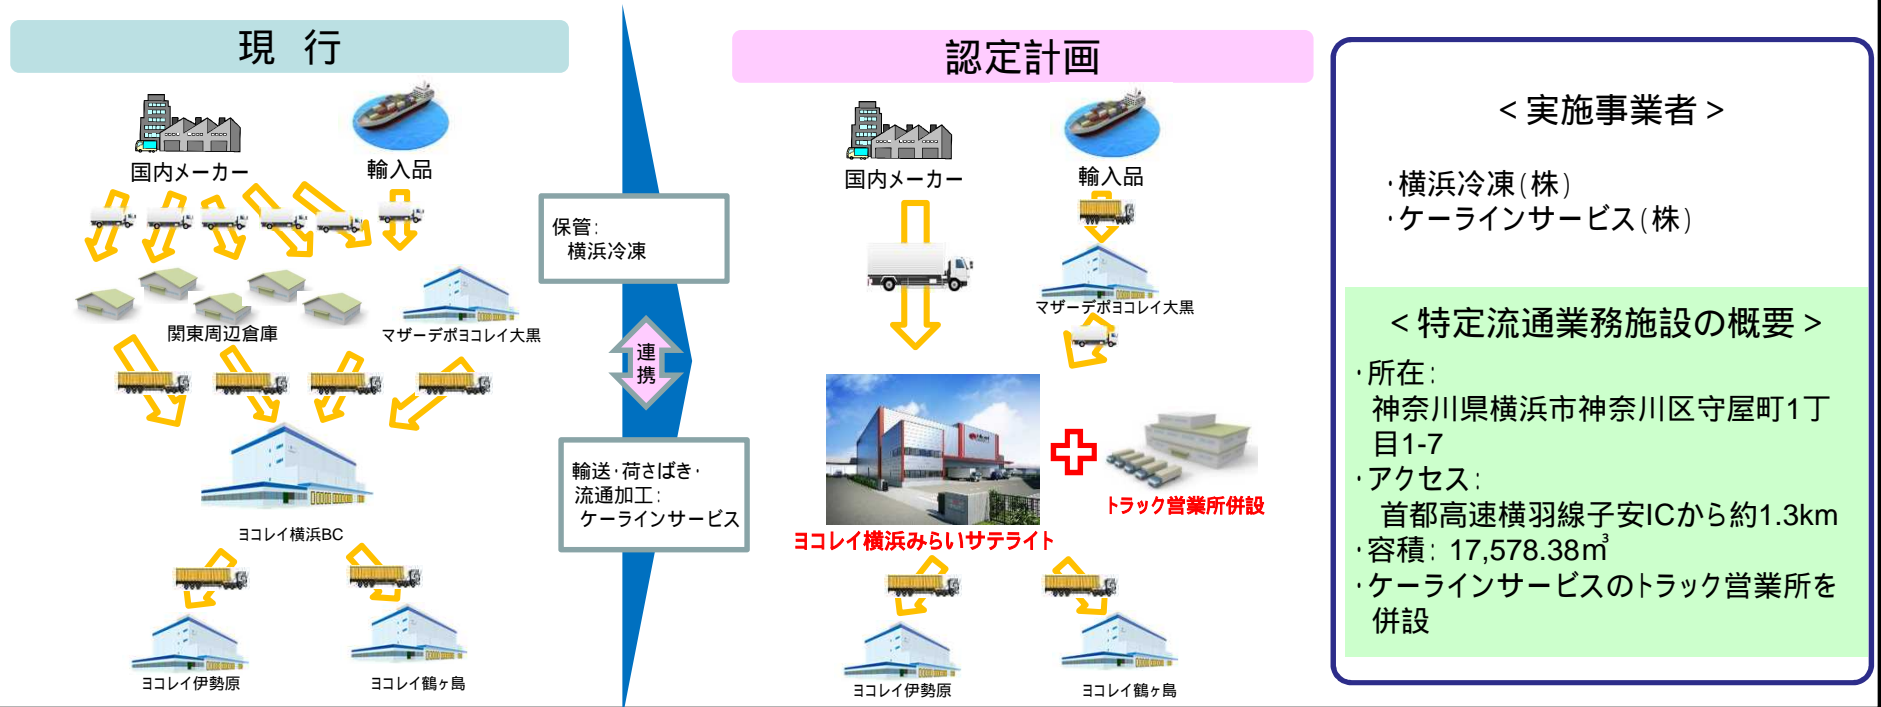 現 行
国内メーカー
輸入品
関東周辺倉庫
マザーデポヨコレイ大黒
ヨコレイ横浜BC
ヨコレイ伊勢原
ヨコレイ鶴ヶ島
保管:
横浜冷凍
連
携
輸送・荷さばき・
流通加工:
ケーラインサービス
認定計画
国内メーカー
輸入品
マザーデポヨコレイ大黒
トラック営業所併設
ヨコレイ横浜みらいサテライト
ヨコレイ伊勢原
ヨコレイ鶴ヶ島
<実施事業者>
・横浜冷凍(株)
・ケーラインサービス(株)
<特定流通業務施設の概要>
・所在:
神奈川県横浜市神奈川区守屋町1丁
目1-7
・アクセス:
首都高速横羽線子安ICから約1.3km
・容積: 17,578.38㎥
・ケーラインサービスのトラック営業所を
併設